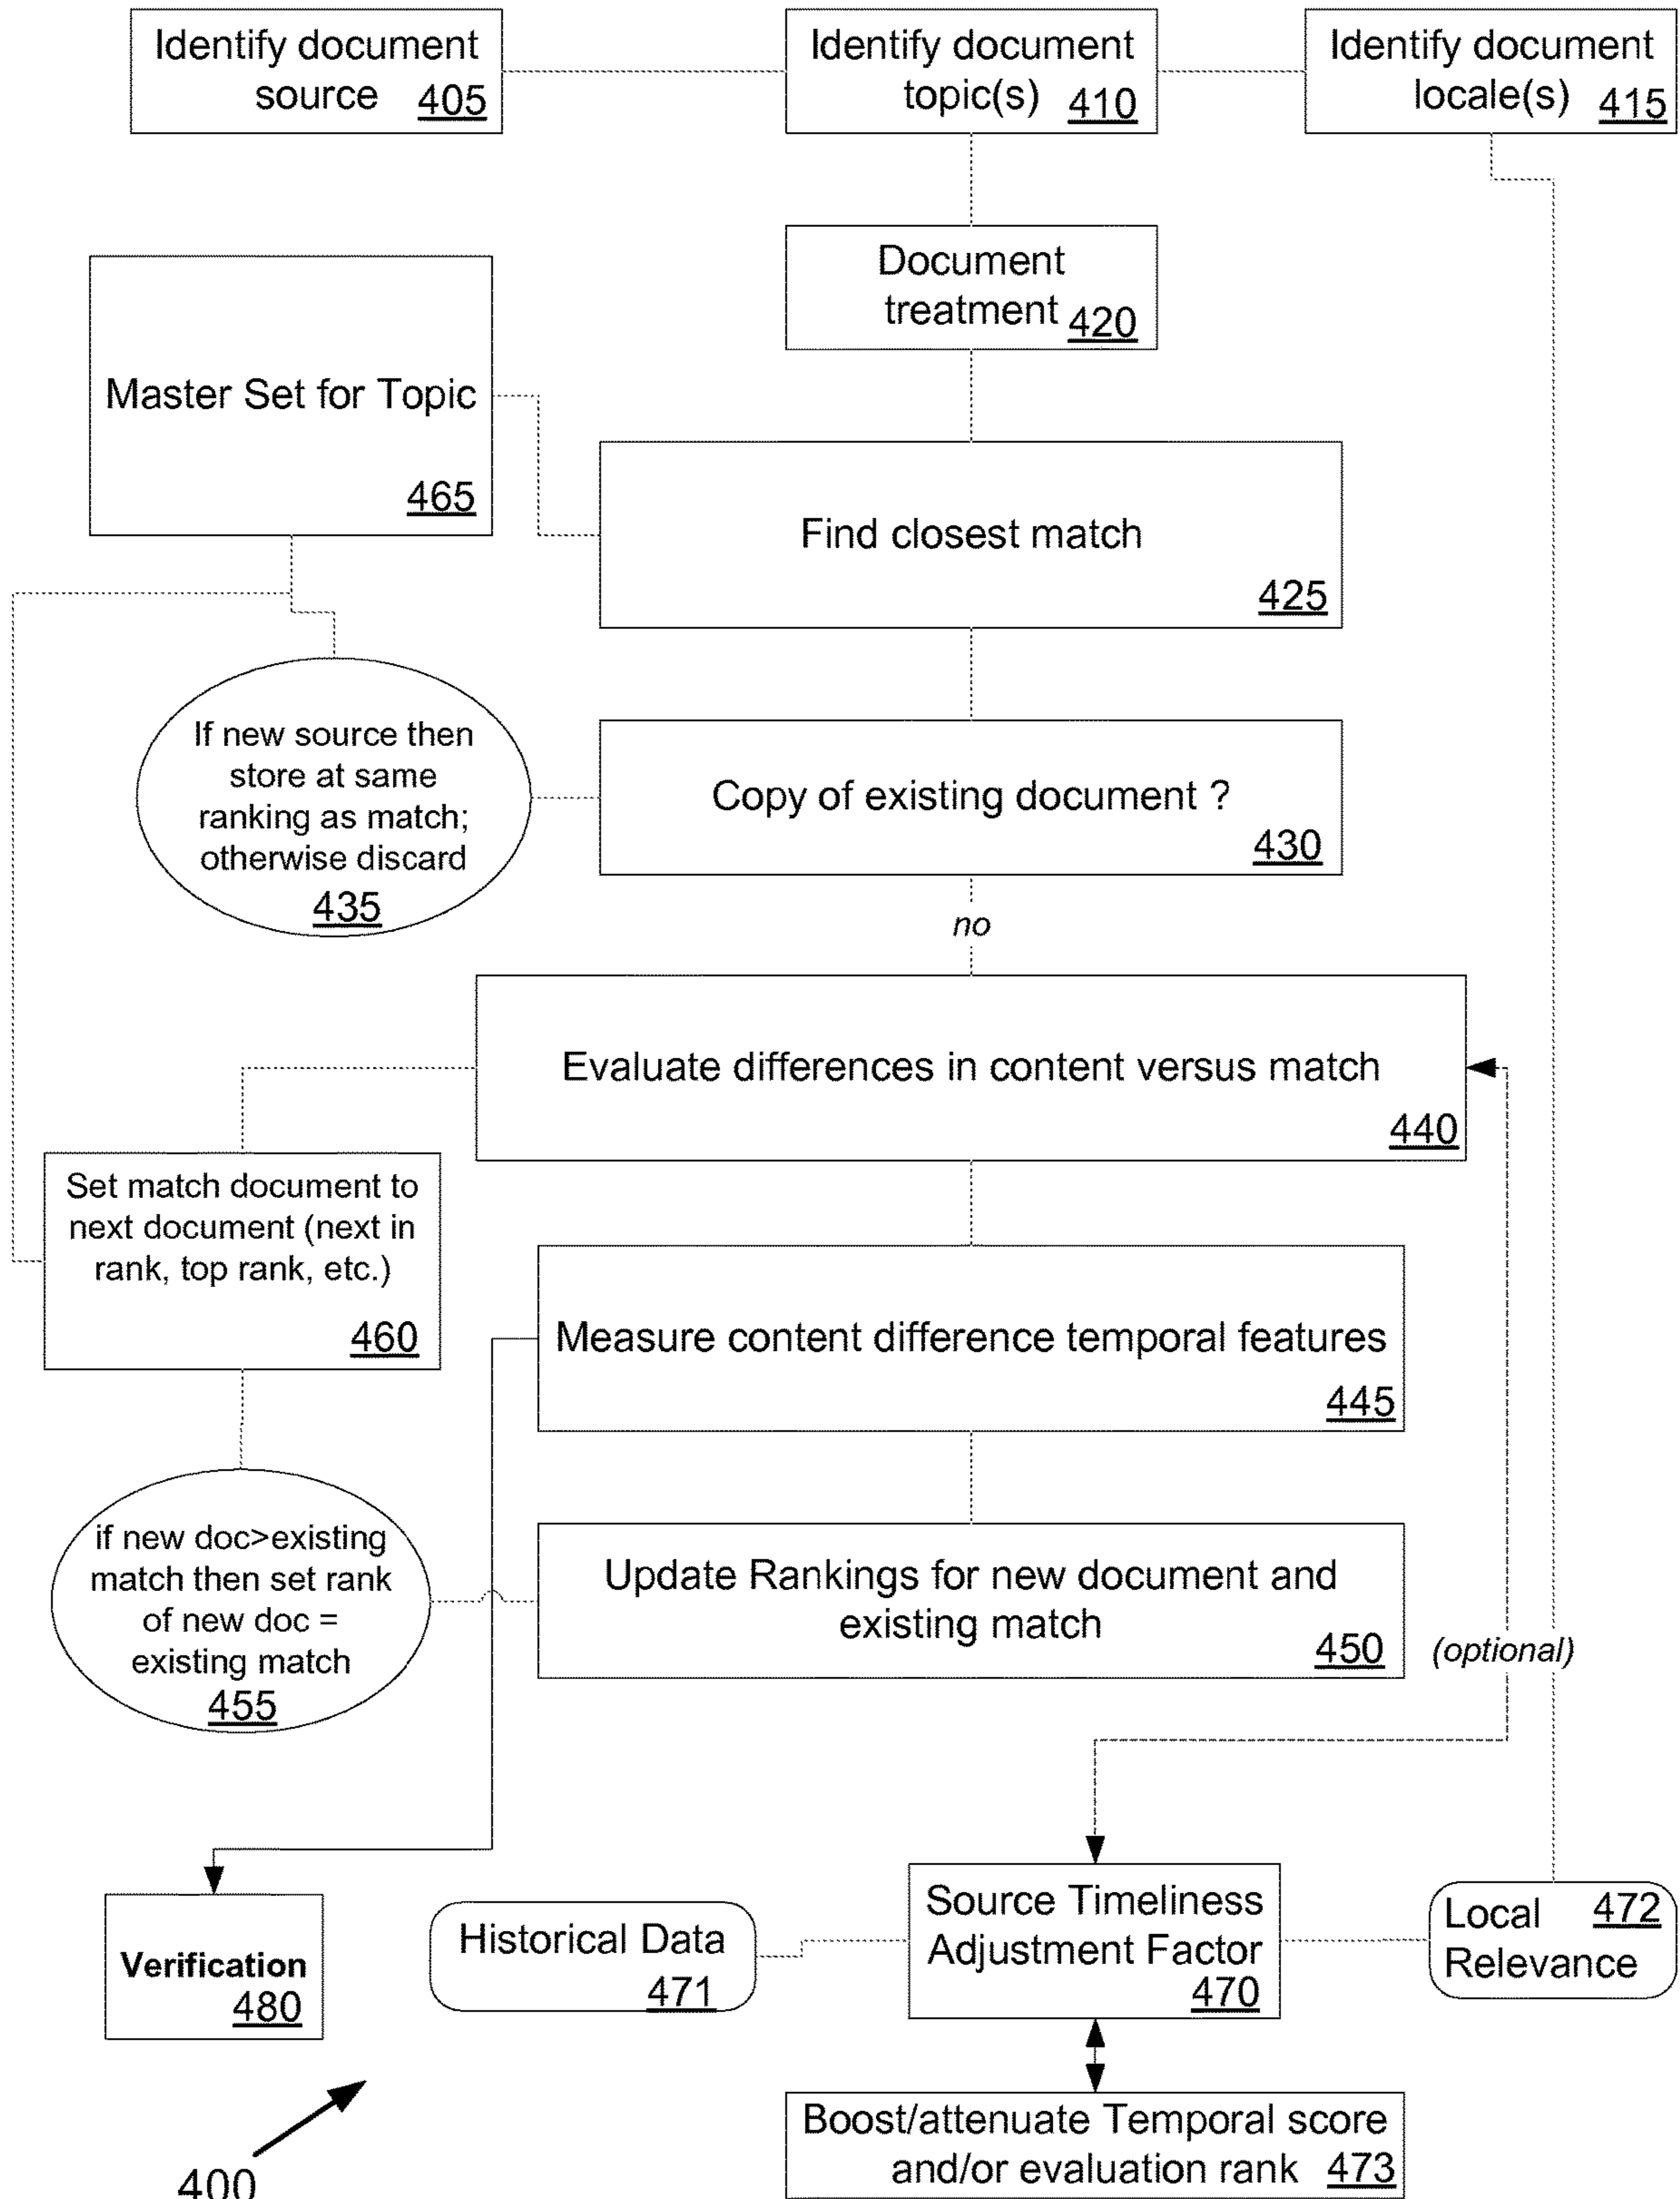 Identify document
source 405
Identify document
topic(s) 410
Identify document
locale(s) 415
Document
treatment 420
Master Set for Topic
465
Find closest match
425
If new source then
store at same
ranking as match;
otherwise discard
435
Copy of existing document ?
430
no
Evaluate differences in content versus match
440
Set match document to
next document (next in
rank, top rank, etc.)
460
Measure content difference temporal features
445
if new doc>existing
match then set rank
of new doc =
existing match
455
Update Rankings for new document and
existing match
450
(optional)
Verification
480
Historical Data
471
Source Timeliness
Adjustment Factor
470
Local 472
Relevance
Boost/attenuate Temporal score
and/or evaluation rank 473
400